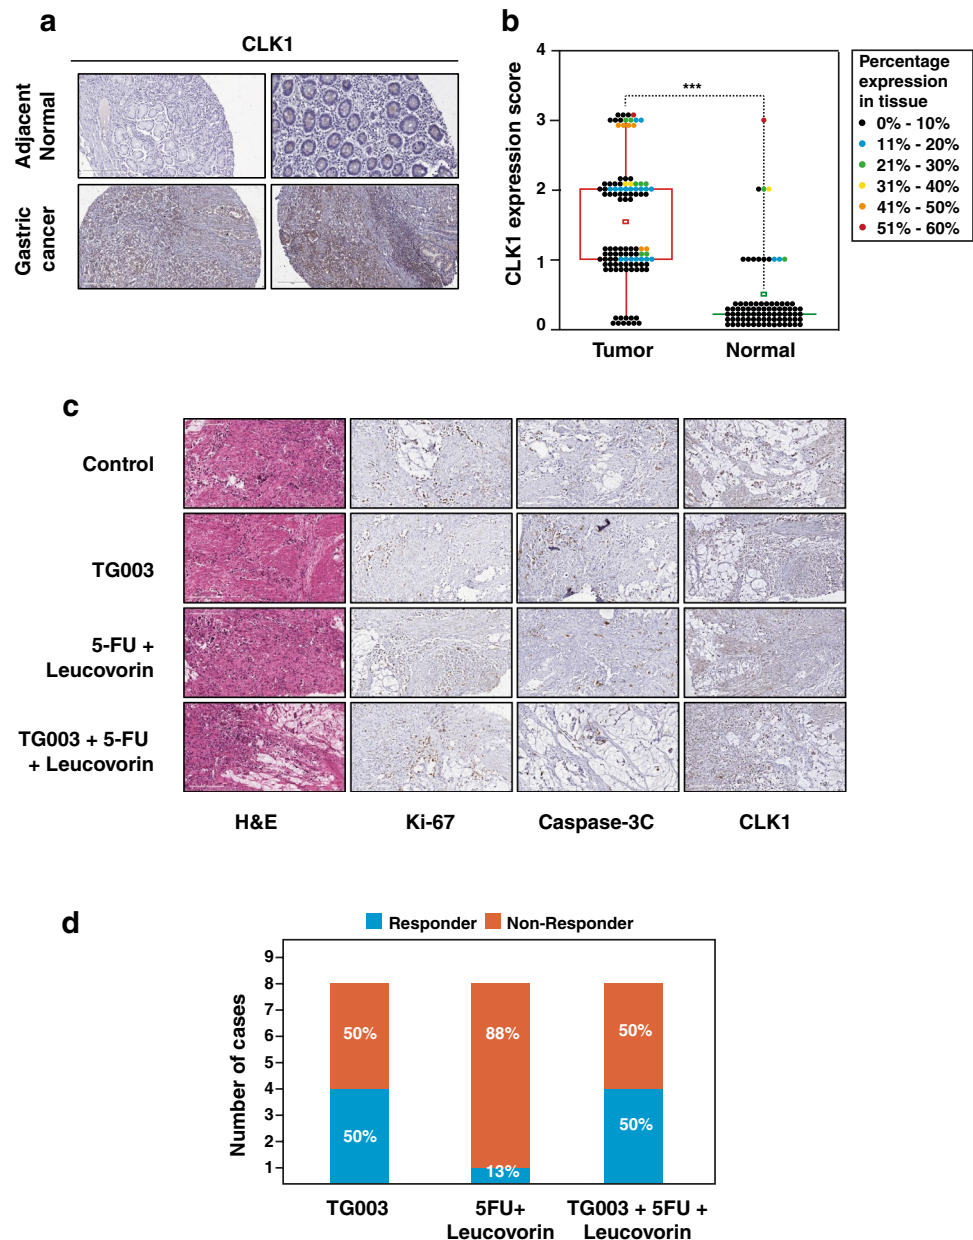 a
CLK1
Adjacent
Normal
Gastric
cancer
b
CLK1 expression score
4
3
2
1
0
***
Tumor
Normal
Percentage
expression
in tissue
0% - 10%
11% - 20%
21% - 30%
31% - 40%
41% - 50%
51% - 60%
c
Control
TG003
5-FU +
Leucovorin
TG003 + 5-FU
+ Leucovorin
H&E
Ki-67
Caspase-3C
CLK1
d
Responder
Non-Responder
Number of cases
9
8
7
6
5
4
3
2
1
50%
88%
50%
50%
13%
50%
TG003
5FU+
Leucovorin
TG003 + 5FU +
Leucovorin